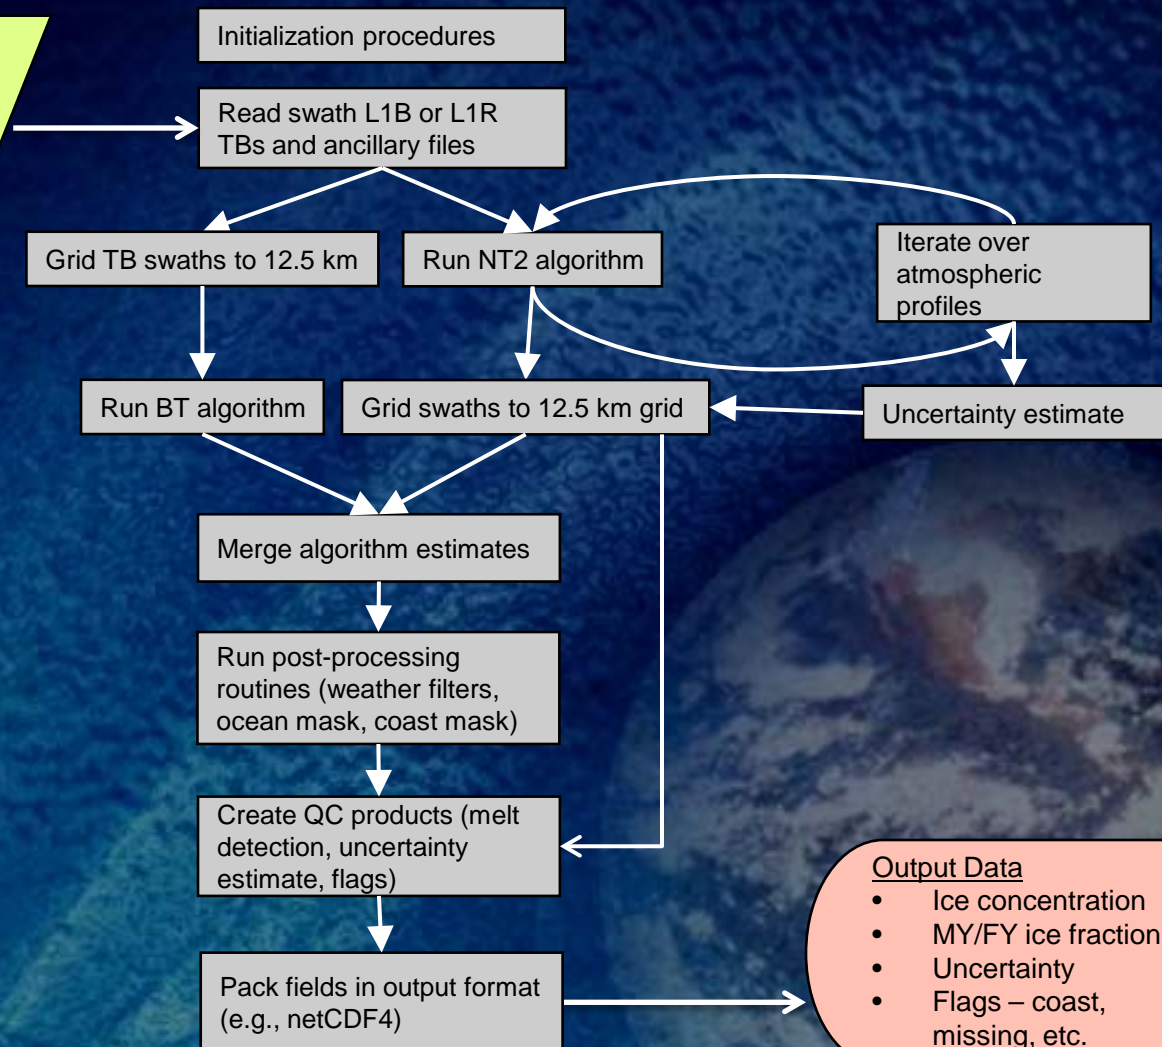 Initialization procedures
Read swath L1B or L1R
TBs and ancillary files
Grid TB swaths to 12.5 km
Run NT2 algorithm
Iterate over
atmospheric
profiles
Run BT algorithm
Grid swaths to 12.5 km grid
Uncertainty estimate
Merge algorithm estimates
Run post-processing
routines (weather filters,
ocean mask, coast mask)
Create QC products (melt
detection, uncertainty
estimate, flags)
Pack fields in output format
(e.g., netCDF4)
Output Data
• Ice concentration
• MY/FY ice fraction
• Uncertainty
• Flags – coast,
missing, etc.